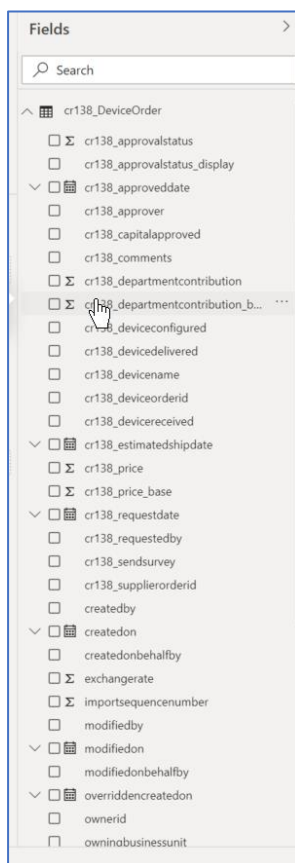 Fields
Search
cr138_DeviceOrder
cr138_approvalstatus
cr138_approvalstatus_display
cr138_approveddate
cr138_approver
cr138_capitalapproved
cr138_comments
cr138_departmentcontribution
cr138_departmentcontribution_b...
cr138_deviceconfigured
cr138_devicedelivered
cr138_devicename
cr138_deviceorderid
cr138_devicereceived
cr138_estimatedshipdate
cr138_price
cr138_price_base
cr138_requestdate
cr138_requestedby
cr138_sendsurvey
cr138_supplierorderid
createdby
createdon
createdonbehalfby
exchangerate
importsequencenumber
modifiedby
modifiedon
modifiedonbehalfby
overriddencreatedon
ownerid
owningbusinessunit